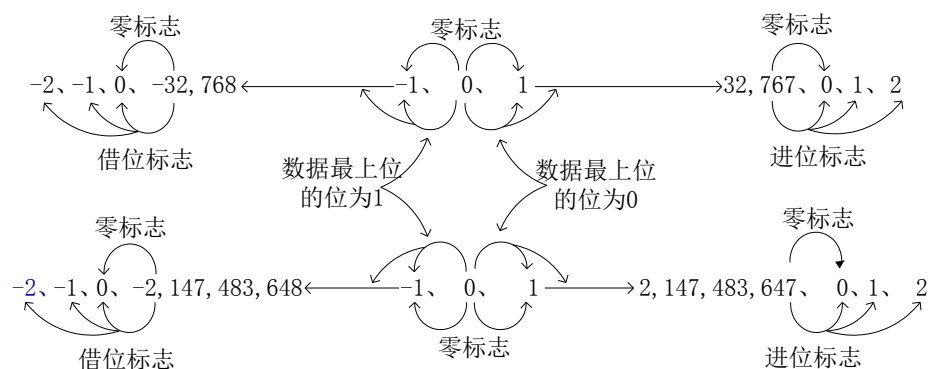 零标志
零标志
零标志
-2、-1、0、-32,768
-1、 0、 1
32,767、0、1、2
借位标志
进位标志
数据最上位
的位为1
数据最上位
的位为0
零标志
零标志
-2、-1、0、-2,147,483,648
-1、 0、 1
2,147,483,647、 0、1、 2
零标志
借位标志
进位标志